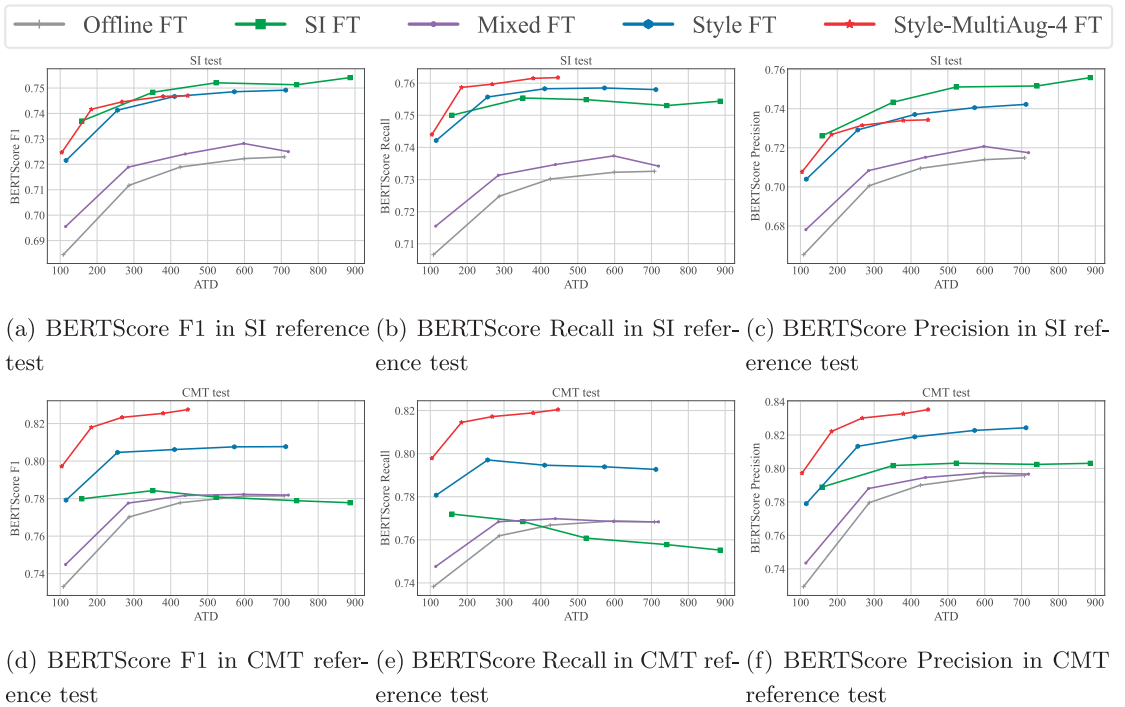 Offline FT SI FT Mixed FT Style FT Style-MultiAug-4 FT
SI test
0.75
0.74
0.73
0.72
0.71
0.70
0.69
BERTScore F1
100 200 300 400 500 600 700 800 900
ATD
SI test
0.76
0.75
0.74
0.73
0.72
0.71
BERTScore Recall
100 200 300 400 500 600 700 800 900
ATD
SI test
0.76
0.74
0.72
0.70
0.68
BERTScore Precision
100 200 300 400 500 600 700 800 900
ATD
(a) BERTScore F1 in SI reference
test
(b) BERTScore Recall in SI refer-
ence test
(c) BERTScore Precision in SI ref-
erence test
CMT test
0.82
0.80
0.78
0.76
0.74
BERTScore F1
100 200 300 400 500 600 700 800 900
ATD
CMT test
0.82
0.80
0.78
0.76
0.74
BERTScore Recall
100 200 300 400 500 600 700 800 900
ATD
CMT test
0.84
0.82
0.80
0.78
0.76
0.74
BERTScore Precision
100 200 300 400 500 600 700 800 900
ATD
(d) BERTScore F1 in CMT refer-
ence test
(e) BERTScore Recall in CMT ref-
erence test
(f) BERTScore Precision in CMT
reference test